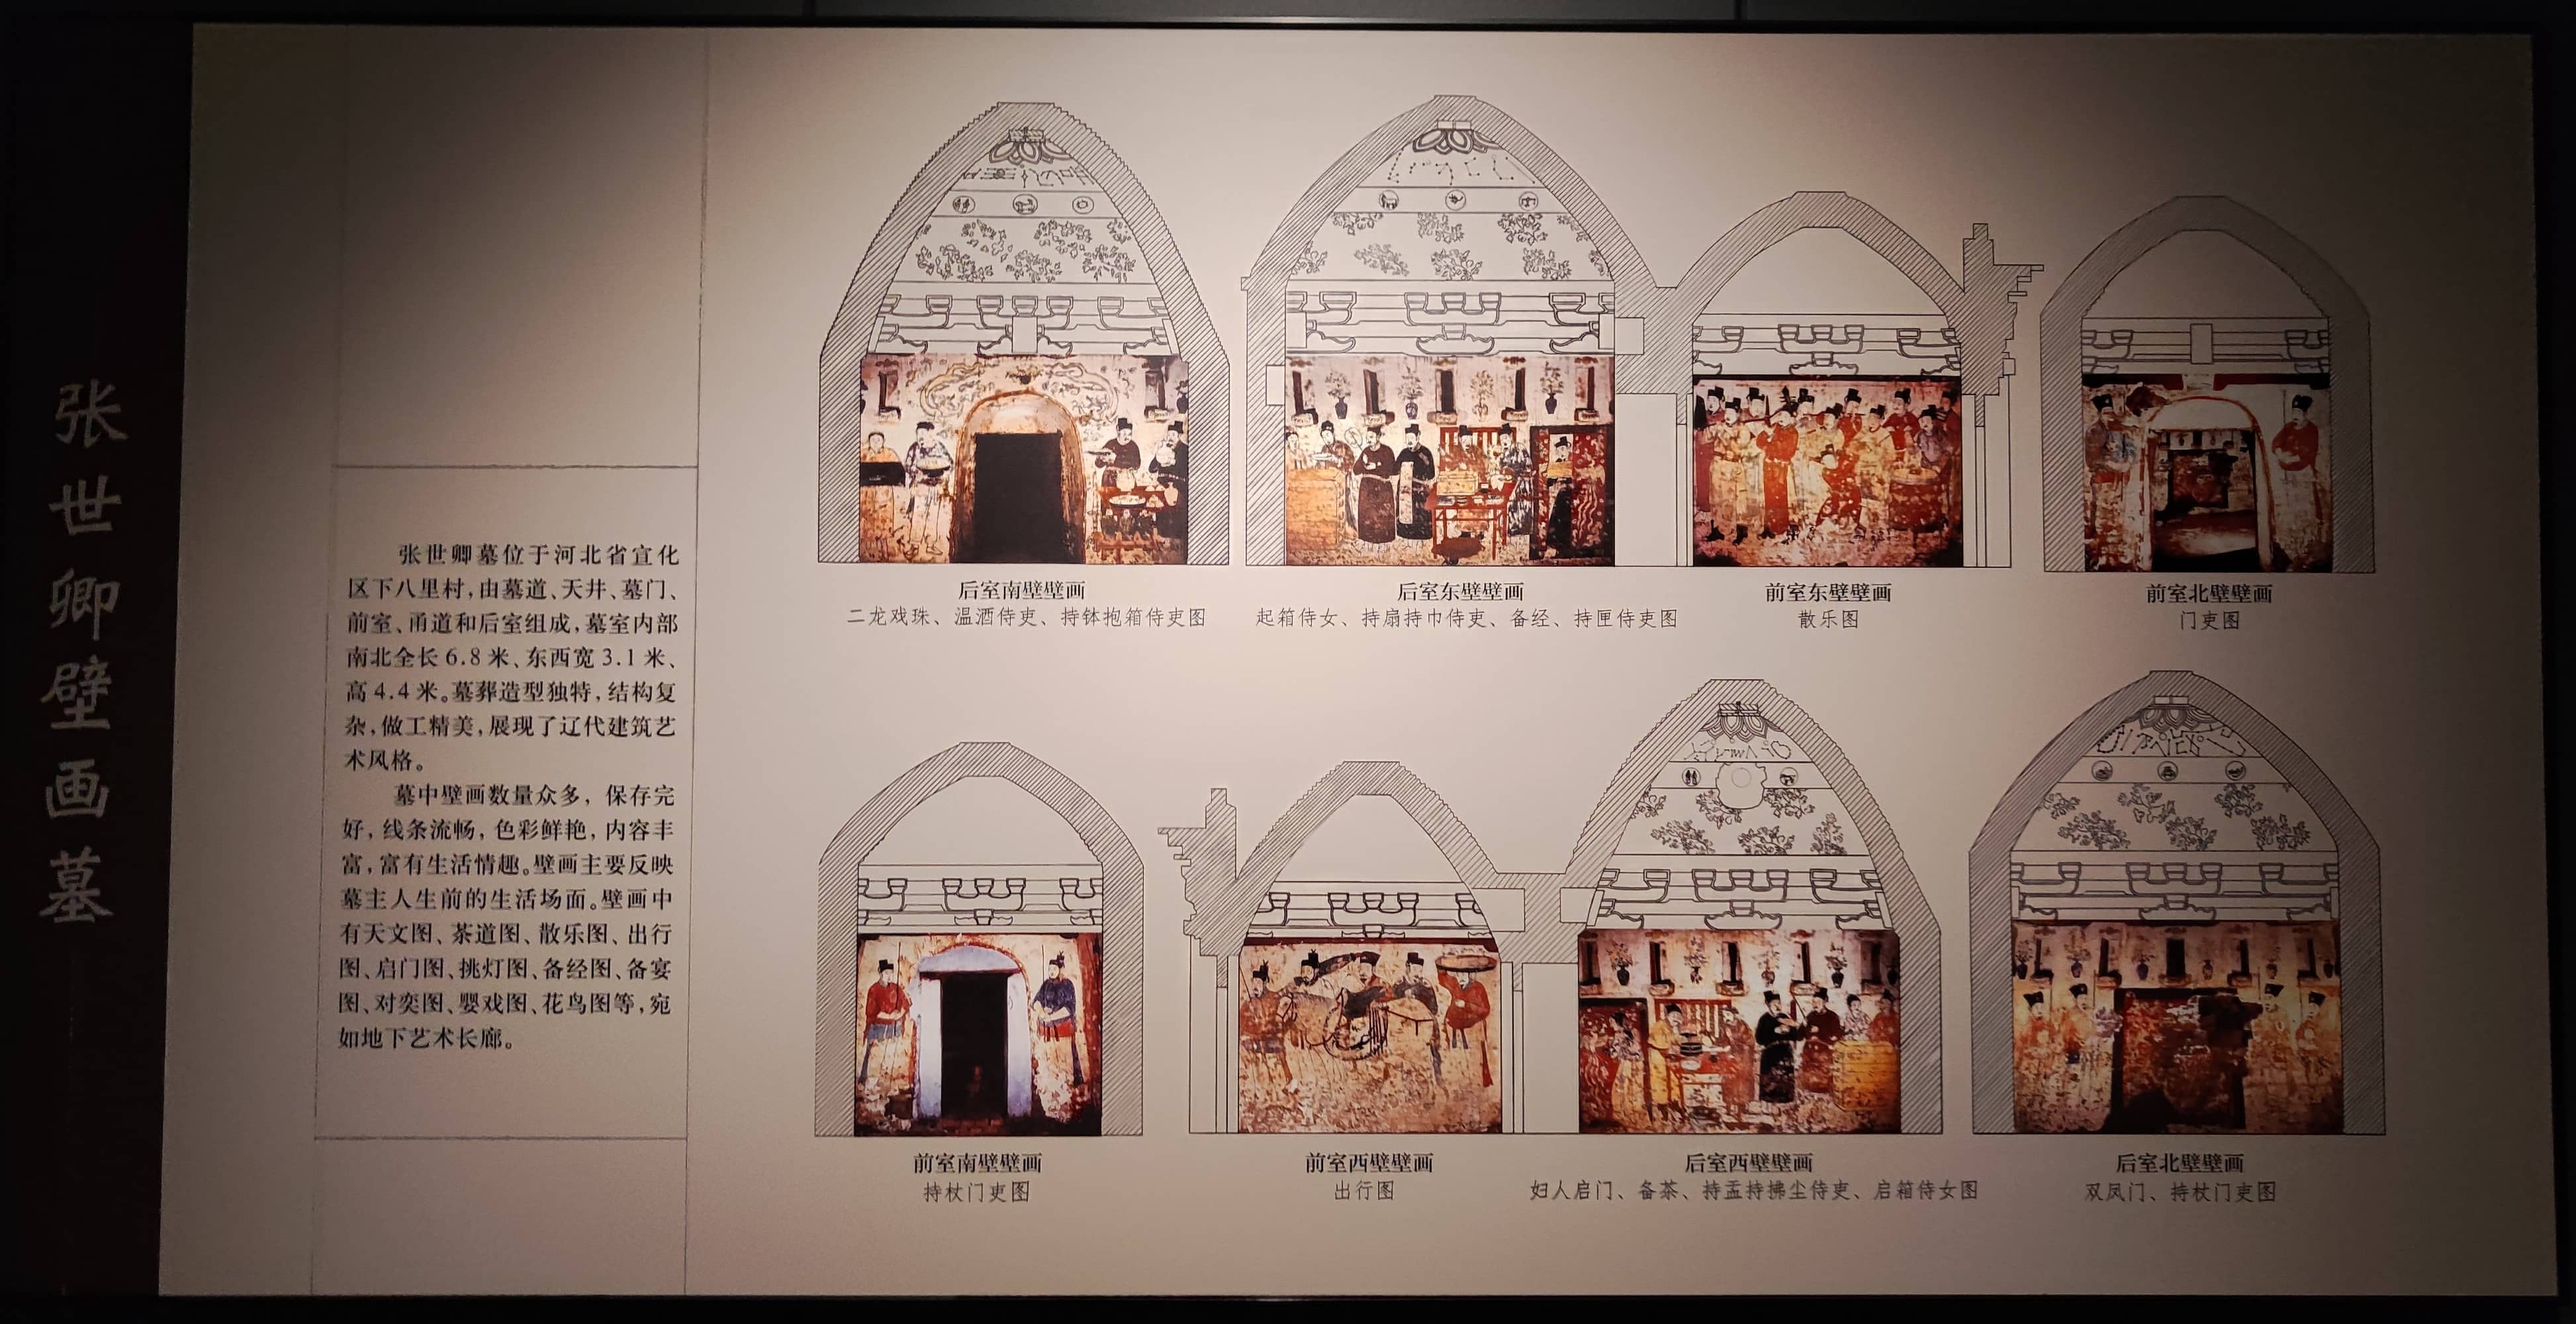 张世卿壁画墓
张世卿墓位于河北省宣化
区下八里村，由墓道、天井、墓门、
前室、甬道和后室组成，墓室内部
南北全长6.8米、东西宽3.1米、
高4.4米。墓葬造型独特，结构复
杂，做工精美，展现了辽代建筑艺
术风格。
墓中壁画数量众多，保存完
好，线条流畅，色彩鲜艳，内容丰
富，富有生活情趣。壁画主要反映
墓主人生前的生活场面。壁画中
有天文图、茶道图、散乐图、出行
图、启门图、挑灯图、备经图、备宴
图、对奕图、婴戏图、花鸟图等，宛
如地下艺术长廊。
后室南壁壁画
二龙戏珠、温酒侍吏、持钵抱箱侍吏图
后室东壁壁画
起箱侍女、持扇持巾侍吏、备经、持匣侍吏图
前室东壁壁画
散乐图
前室北壁壁画
门吏图
前室南壁壁画
持杖门吏图
前室西壁壁画
出行图
后室西壁壁画
妇人启门、备茶、持盂持拂尘侍吏、启箱侍女图
后室北壁壁画
双凤门、持杖门吏图